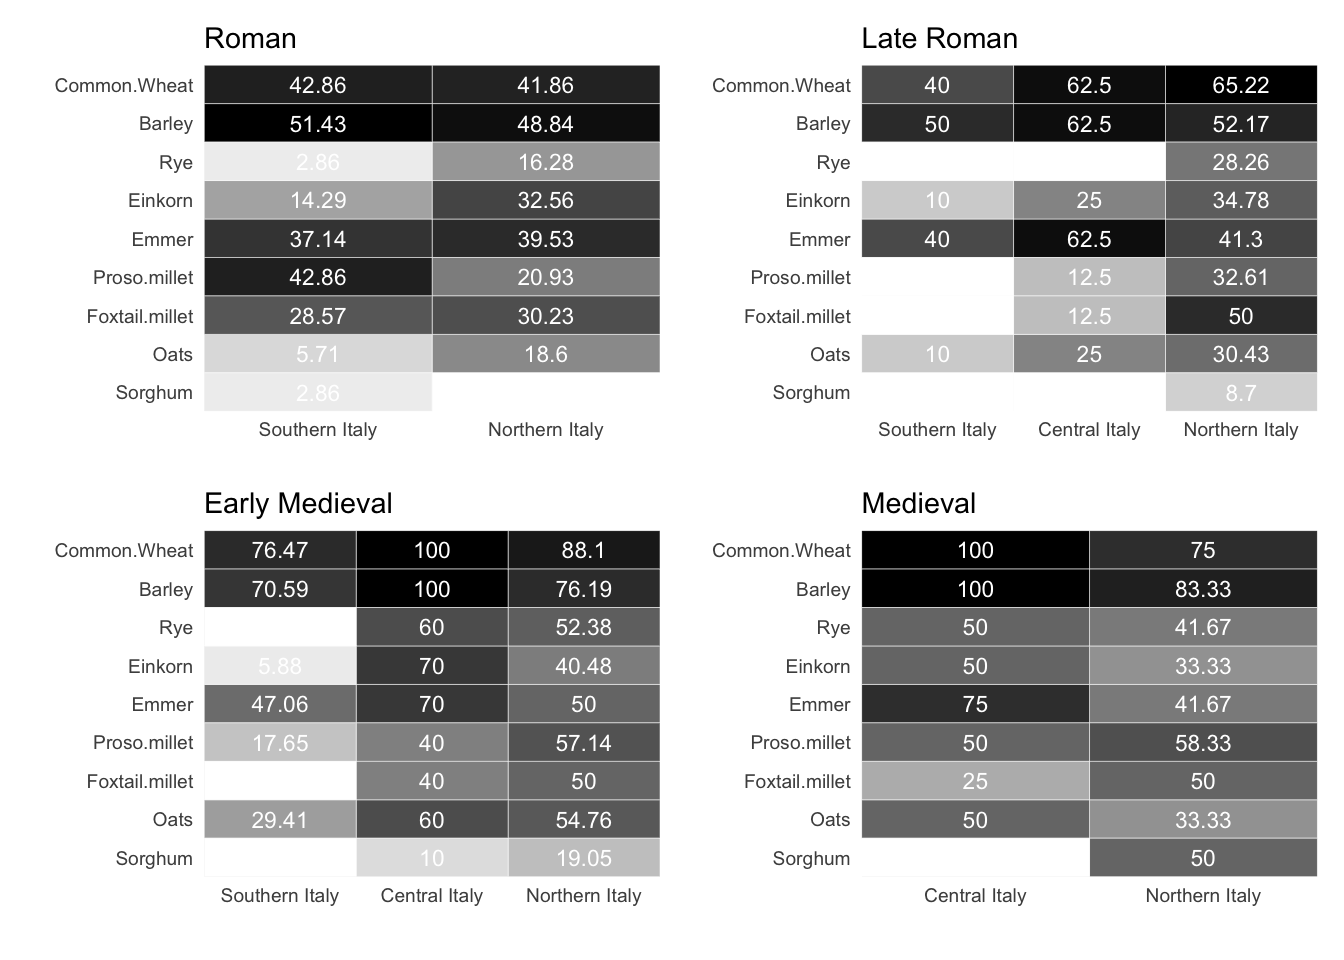 Roman
Common.Wheat 42.86 41.86
Barley 51.43 48.84
Rye 2.86 16.28
Einkorn 14.29 32.56
Emmer 37.14 39.53
Proso.millet 42.86 20.93
Foxtail.millet 28.57 30.23
Oats 5.71 18.6
Sorghum 2.86
Southern Italy Northern Italy
Late Roman
Common.Wheat 40 62.5 65.22
Barley 50 62.5 52.17
Rye 28.26
Einkorn 10 25 34.78
Emmer 40 62.5 41.3
Proso.millet 12.5 32.61
Foxtail.millet 12.5 50
Oats 10 25 30.43
Sorghum 8.7
Southern Italy Central Italy Northern Italy
Early Medieval
Common.Wheat 76.47 100 88.1
Barley 70.59 100 76.19
Rye 60 52.38
Einkorn 5.88 70 40.48
Emmer 47.06 70 50
Proso.millet 17.65 40 57.14
Foxtail.millet 40 50
Oats 29.41 60 54.76
Sorghum 10 19.05
Southern Italy Central Italy Northern Italy
Medieval
Common.Wheat 100 75
Barley 100 83.33
Rye 50 41.67
Einkorn 50 33.33
Emmer 75 41.67
Proso.millet 50 58.33
Foxtail.millet 25 50
Oats 50 33.33
Sorghum 50
Central Italy Northern Italy